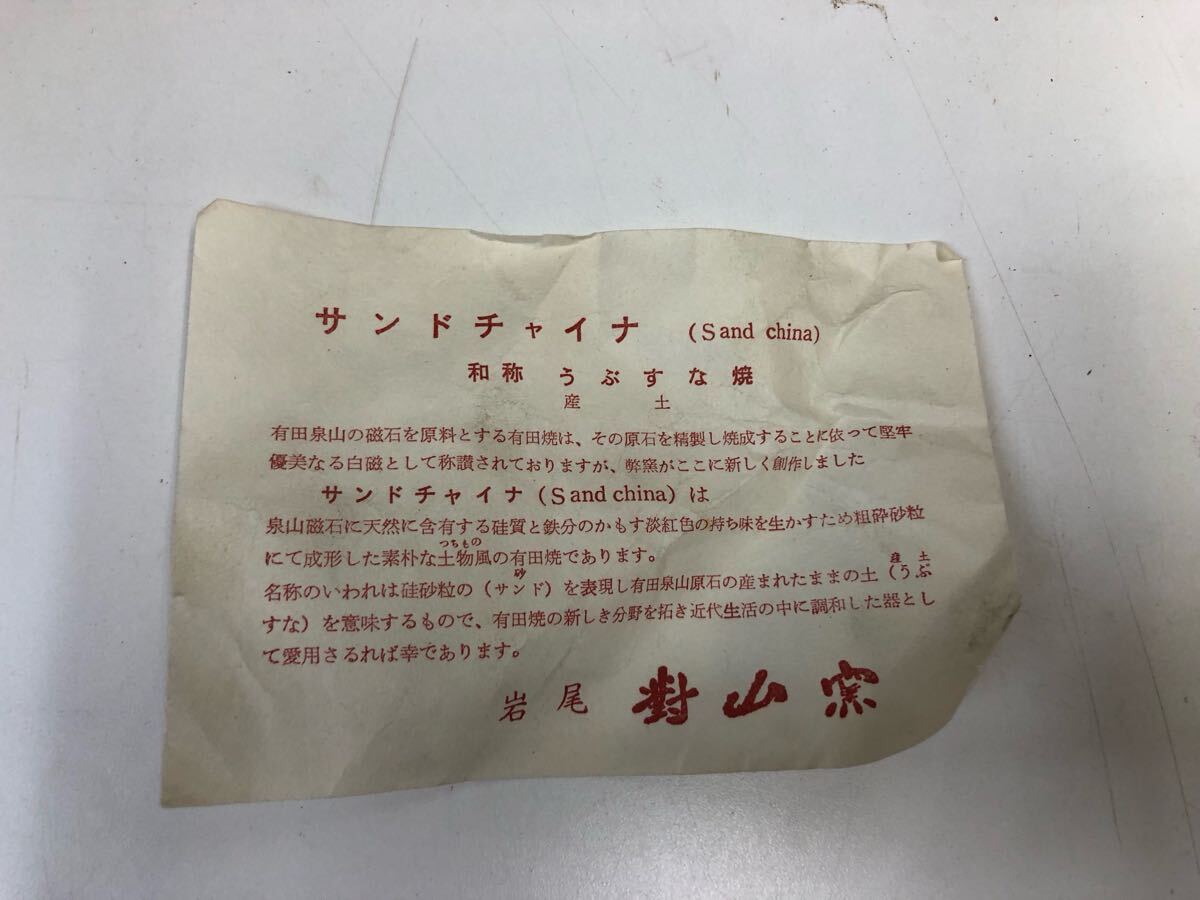 サンドチャイナ (Sand china)
和称 うぶすな焼
産 土
有田泉山の磁石を原料とする有田焼は、その原石を精製し焼成することに依って堅牢
優美なる白磁として称讃されておりますが、弊窯がここに新しく創作しました
サンドチャイナ(Sand china)は
泉山磁石に天然に含有する硅質と鉄分のかもす淡紅色の持ち味を生かすため粗砕砂粒
つちもの
にて成形した素朴な土物風の有田焼であります。
砂 産 土
名称のいわれは硅砂粒の(サンド)を表現し有田泉山原石の産まれたままの土(うぶ
すな)を意味するもので、有田焼の新しき分野を拓き近代生活の中に調和した器とし
て愛用さるれば幸であります。
岩尾 對山窯